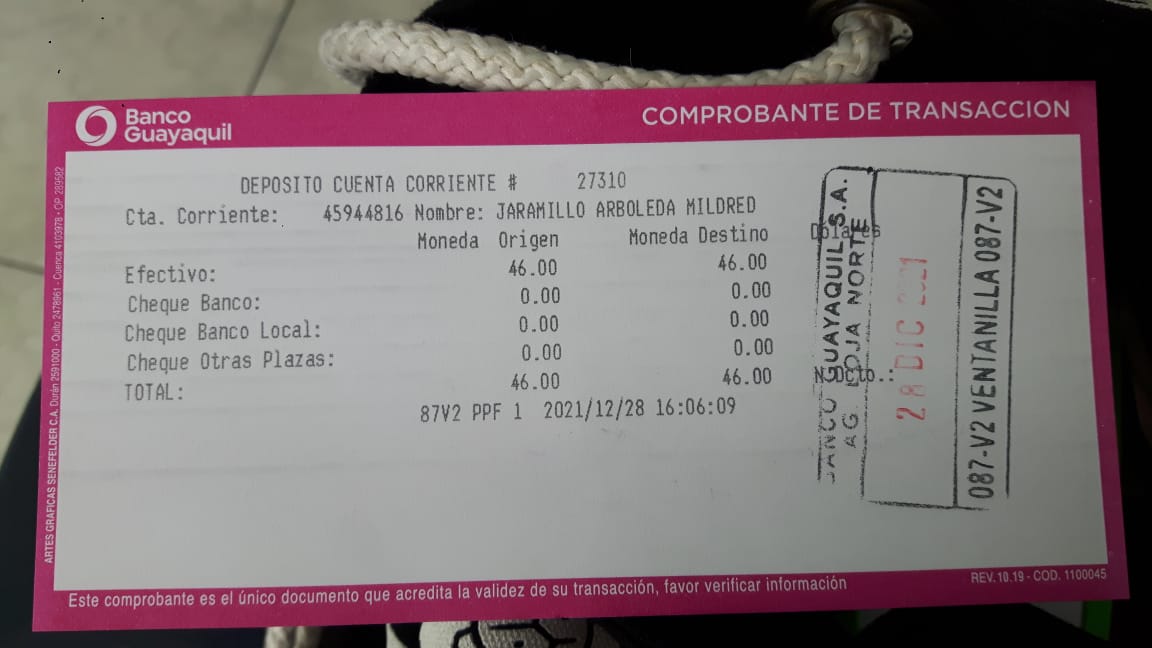 Banco
Guayaquil
COMPROBANTE DE TRANSACCION
DEPOSITO CUENTA CORRIENTE # 27310
Cta. Corriente: 45944816 Nombre: JARAMILLO ARBOLEDA MILDRED
Moneda Origen Moneda Destino Dólares
Efectivo: 46.00 46.00
Cheque Banco: 0.00 0.00
Cheque Banco Local: 0.00 0.00
Cheque Otras Plazas: 0.00 0.00
TOTAL: 46.00 46.00 N.Dcto.:
87V2 PPF 1 2021/12/28 16:06:09
BANCO GUAYAQUIL S.A.
AG. LOJA NORTE
28 DIC 2021
087-V2 VENTANILLA 087-V2
ARTES GRAFICAS SENEFELDER C.A. Durán 2591000 - Quito 2478961 - Cuenca 4103978 - OP 289582
Este comprobante es el único documento que acredita la validez de su transacción, favor verificar información
REV. 10.19 - COD. 1100045